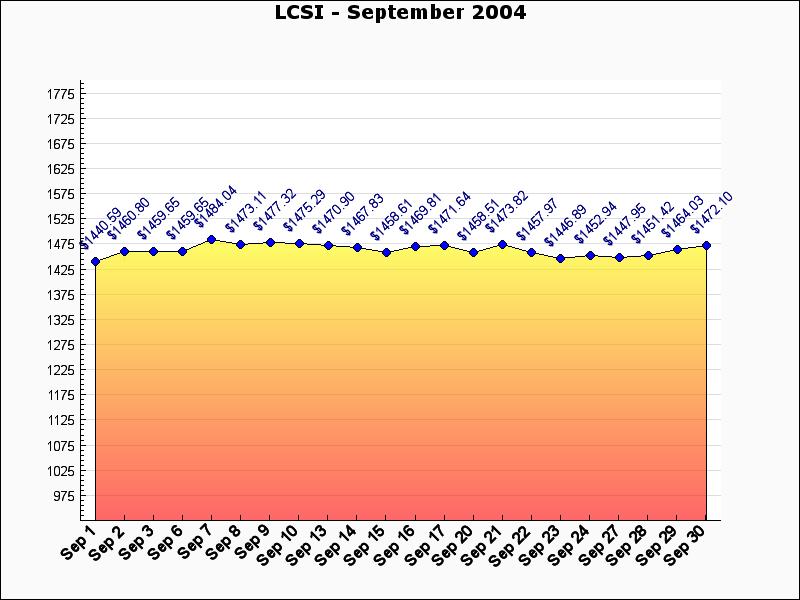 LCSI - September 2004
1775
1725
1675
1625
1575
1525
1475
1425
1375
1325
1275
1225
1175
1125
1075
1025
975
$1440.59
$1460.80
$1459.65
$1459.65
$1484.04
$1473.11
$1477.32
$1475.29
$1470.90
$1467.83
$1458.61
$1469.81
$1471.64
$1458.51
$1473.82
$1457.97
$1446.89
$1452.94
$1447.95
$1451.42
$1464.03
$1472.10
Sep 1
Sep 2
Sep 3
Sep 6
Sep 7
Sep 8
Sep 9
Sep 10
Sep 13
Sep 14
Sep 15
Sep 16
Sep 17
Sep 20
Sep 21
Sep 22
Sep 23
Sep 24
Sep 27
Sep 28
Sep 29
Sep 30